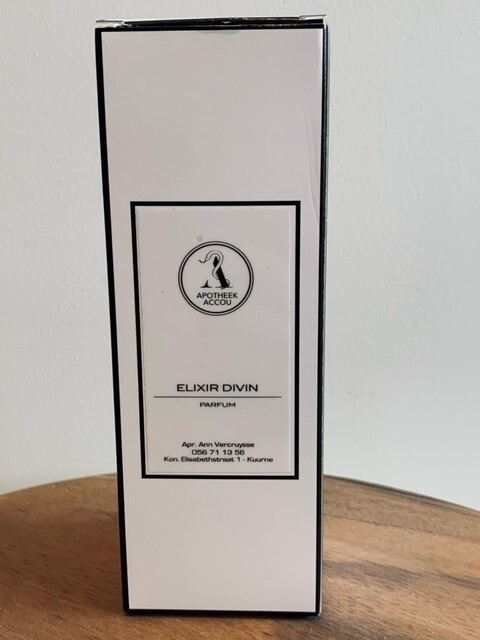 APOTHEEK
ACCOU
ELIXIR DIVIN
PARFUM
Apr. Ann Vercruysse
056 71 13 56
Kon. Elisabethstraat 1 - Kuurne